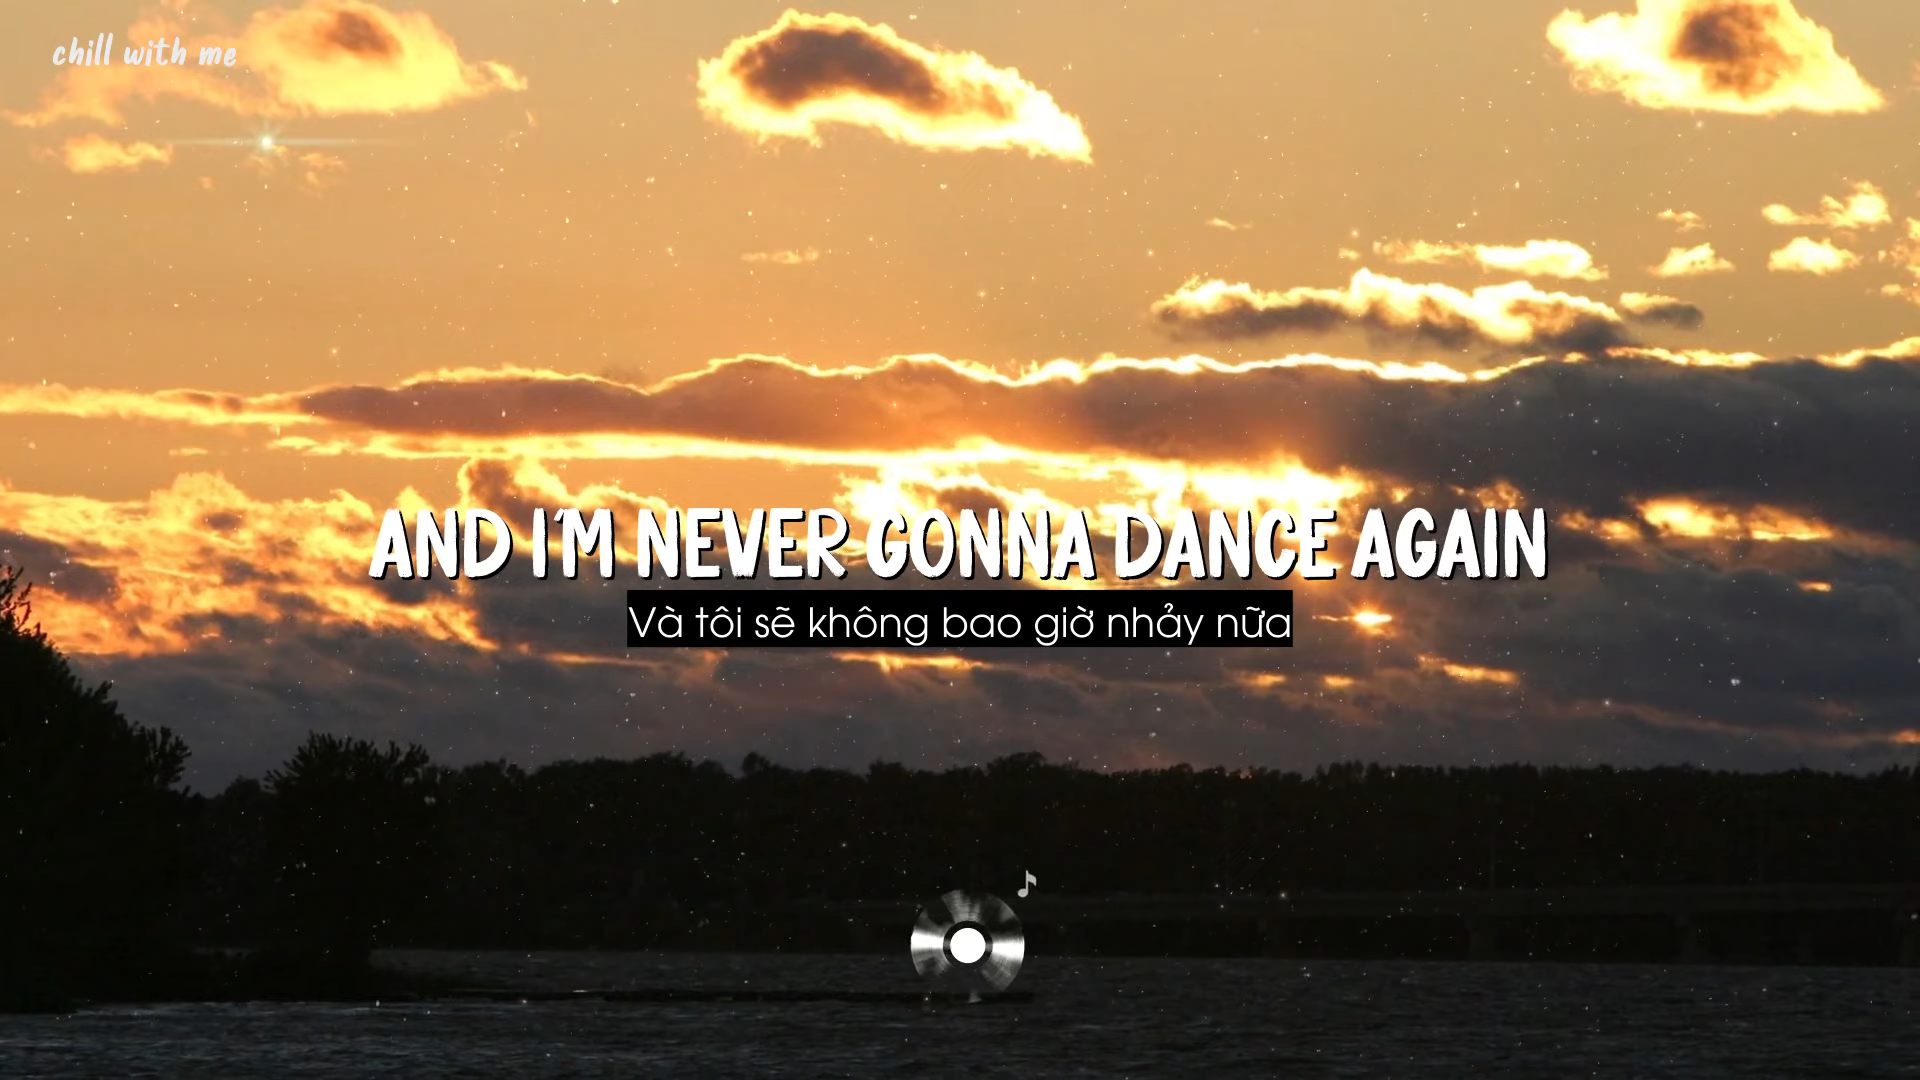 chill with me
AND I'M NEVER GONNA DANCE AGAIN
Và tôi sẽ không bao giờ nhảy nữa